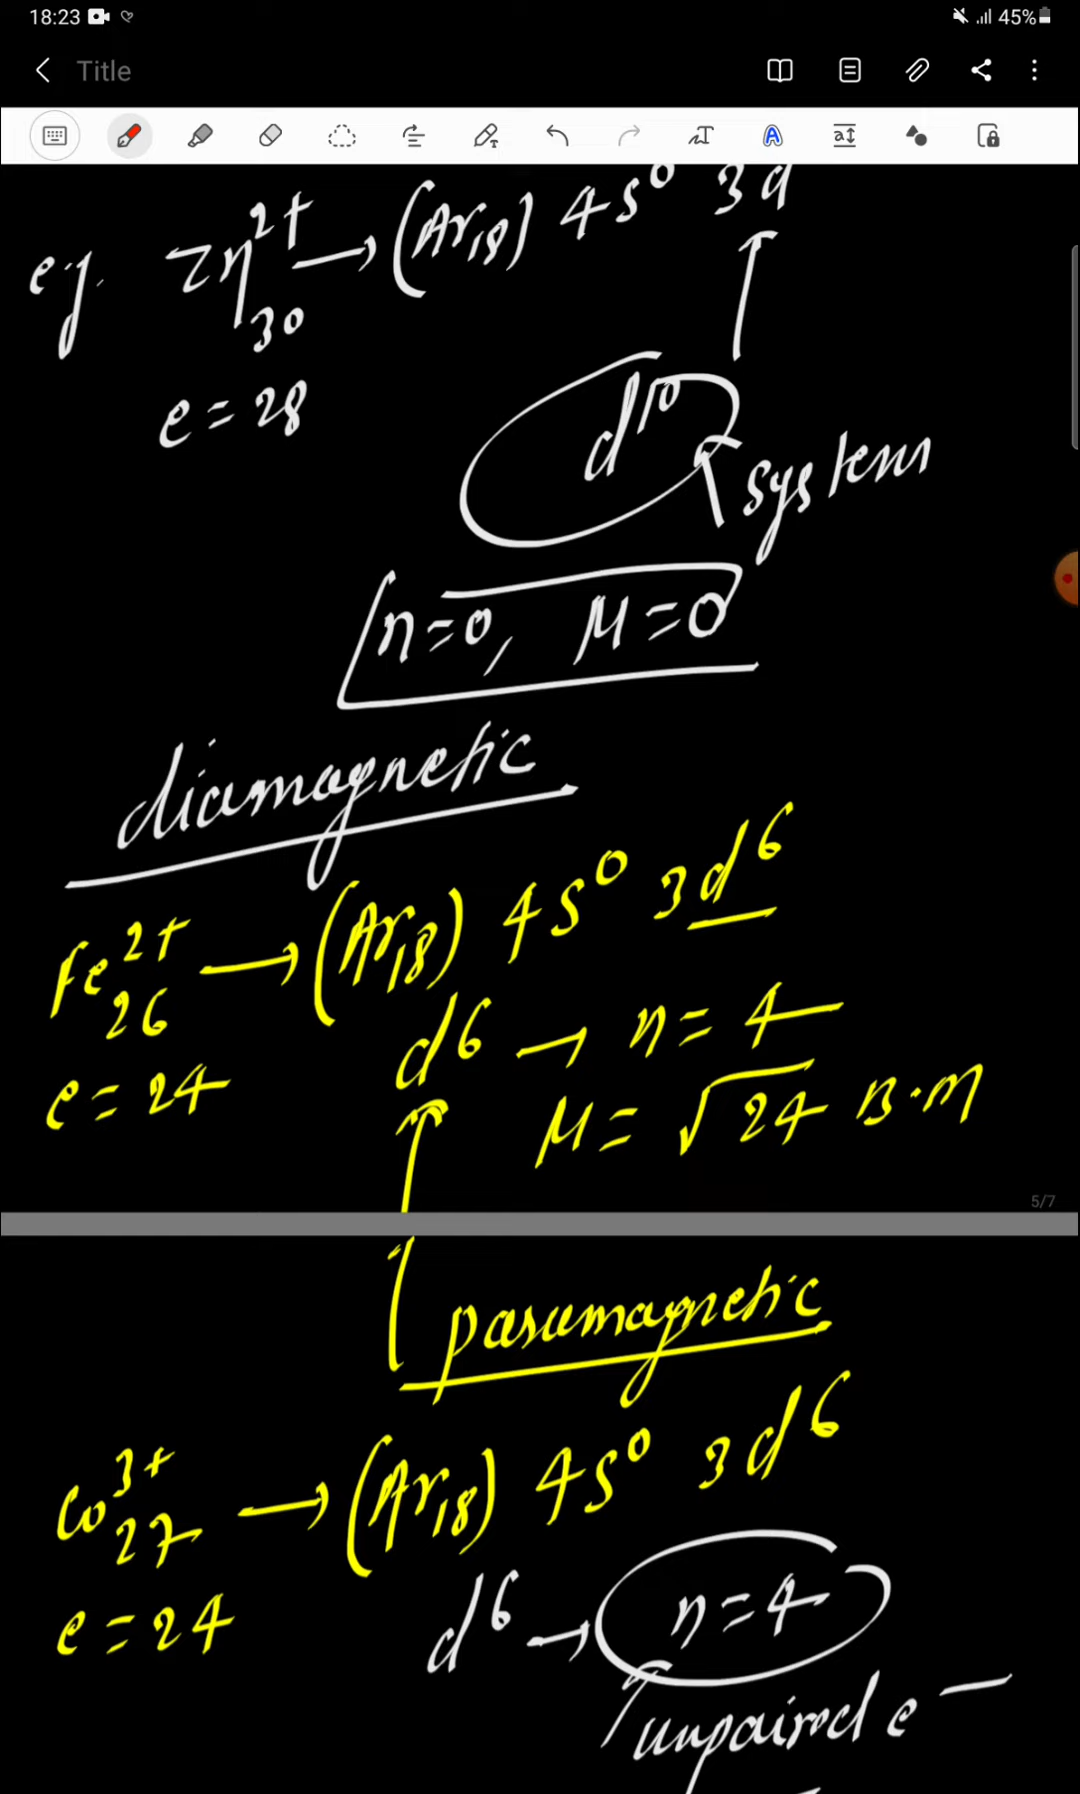 18:23 45%
Title
e.g. Zn²⁺₃₀ → (Ar₁₈) 4s⁰ 3d
e = 28
d¹⁰ system
n=0, μ=0
diamagnetic
Fe²⁺₂₆ → (Ar₁₈) 4s⁰ 3d⁶
e = 24
d⁶ → n = 4
μ = √24 B.M
5/7
paramagnetic
Co³⁺₂₇ → (Ar₁₈) 4s⁰ 3d⁶
e = 24
d⁶ → n=4
unpaired e⁻